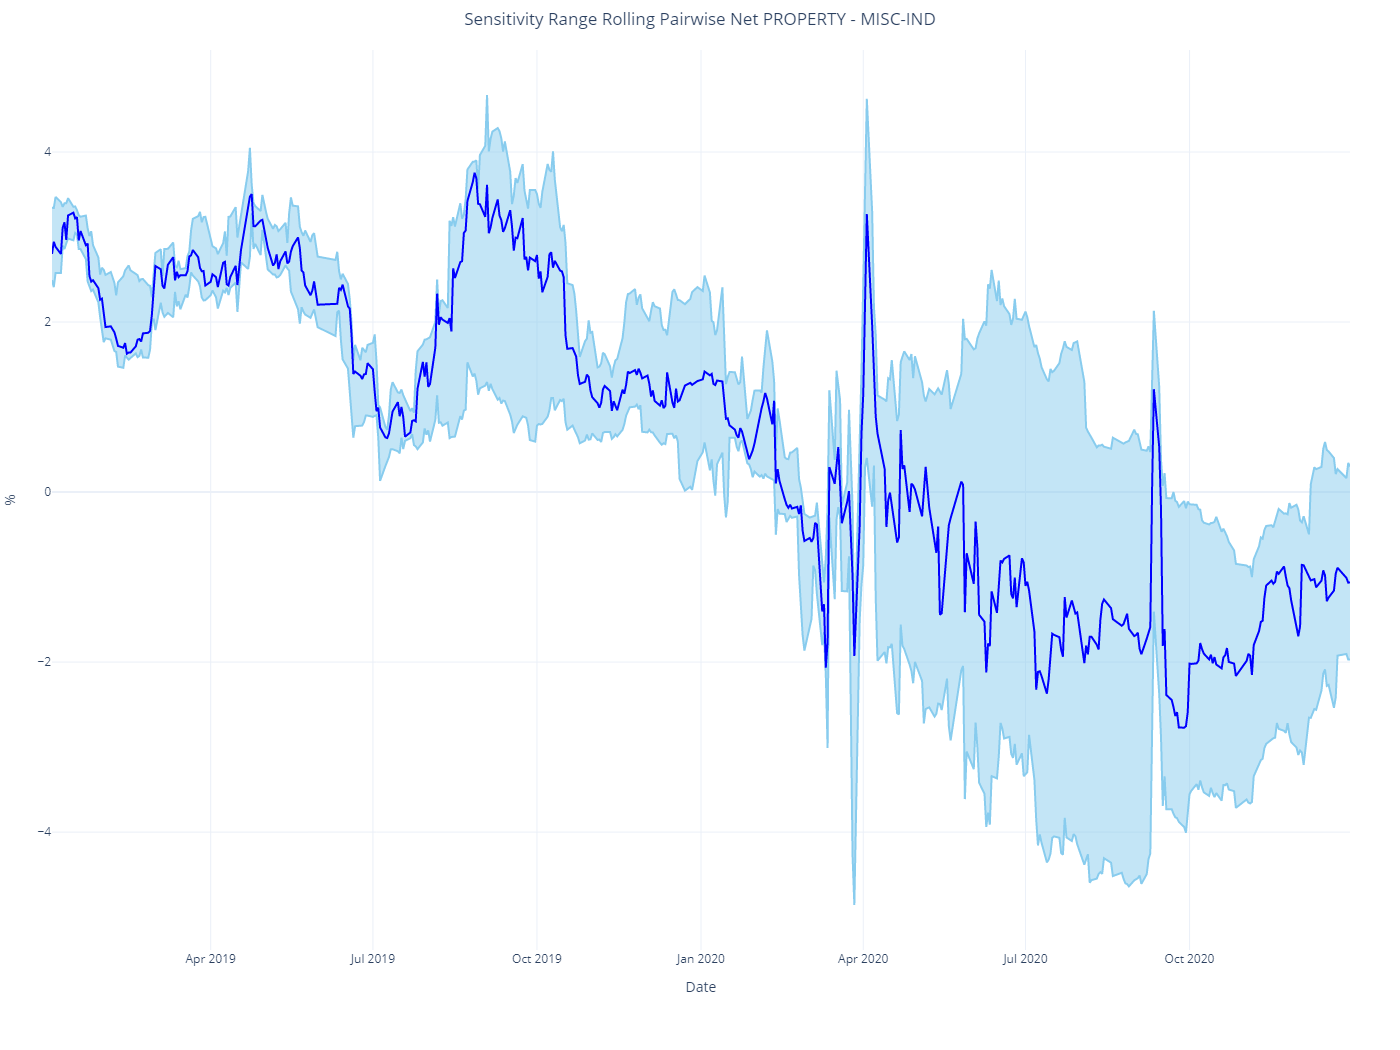 Sensitivity Range Rolling Pairwise Net PROPERTY - MISC-IND
4
2
0
−2
−4
%
Apr 2019
Jul 2019
Oct 2019
Jan 2020
Apr 2020
Jul 2020
Oct 2020
Date